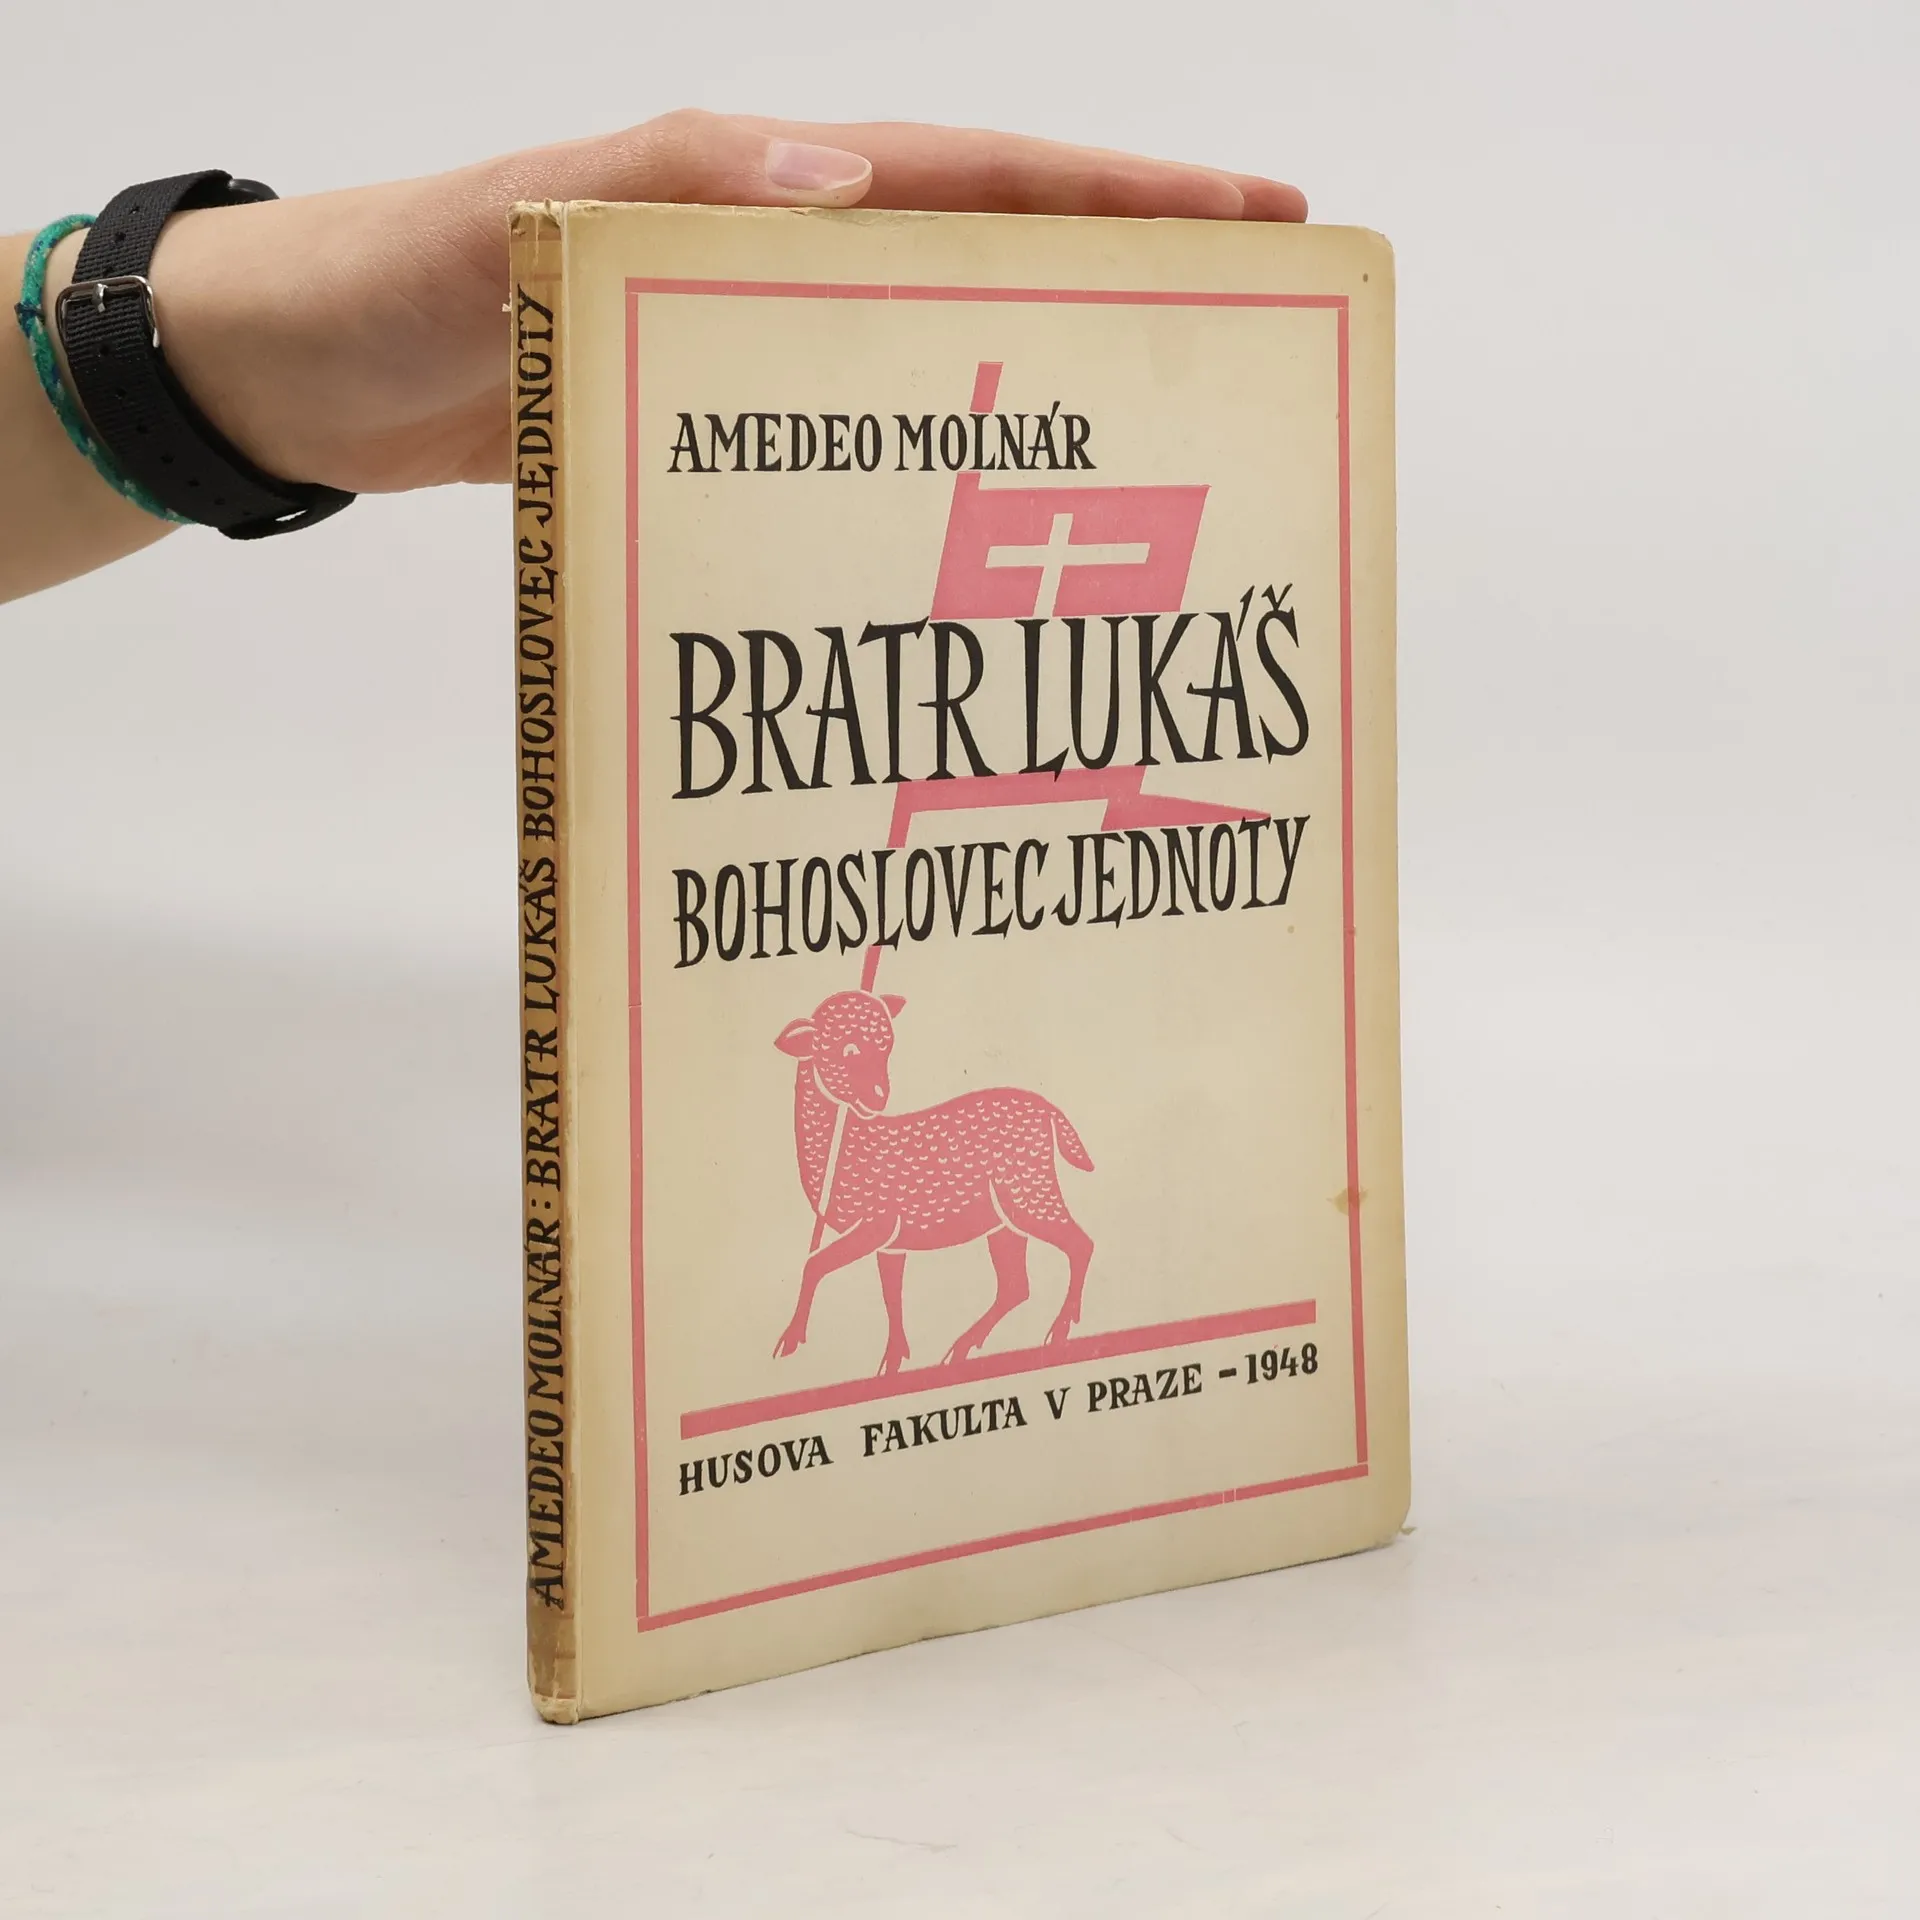 AMEDEO MOLNÁR : BRATR LUKÁŠ BOHOSLOVEC JEDNOTY
AMEDEO MOLNÁR
BRATR LUKÁŠ
BOHOSLOVEC JEDNOTY
HUSOVA FAKULTA V PRAZE - 1948